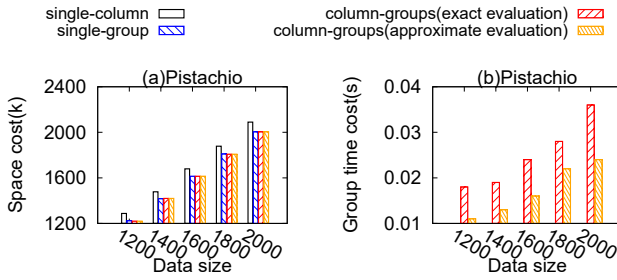 single-column
single-group
column-groups(exact evaluation)
column-groups(approximate evaluation)
(a)Pistachio
Space cost(k)
2400
2000
1600
1200
1200 1400 1600 1800 2000
Data size
(b)Pistachio
Group time cost(s)
0.04
0.03
0.02
0.01
1200 1400 1600 1800 2000
Data size